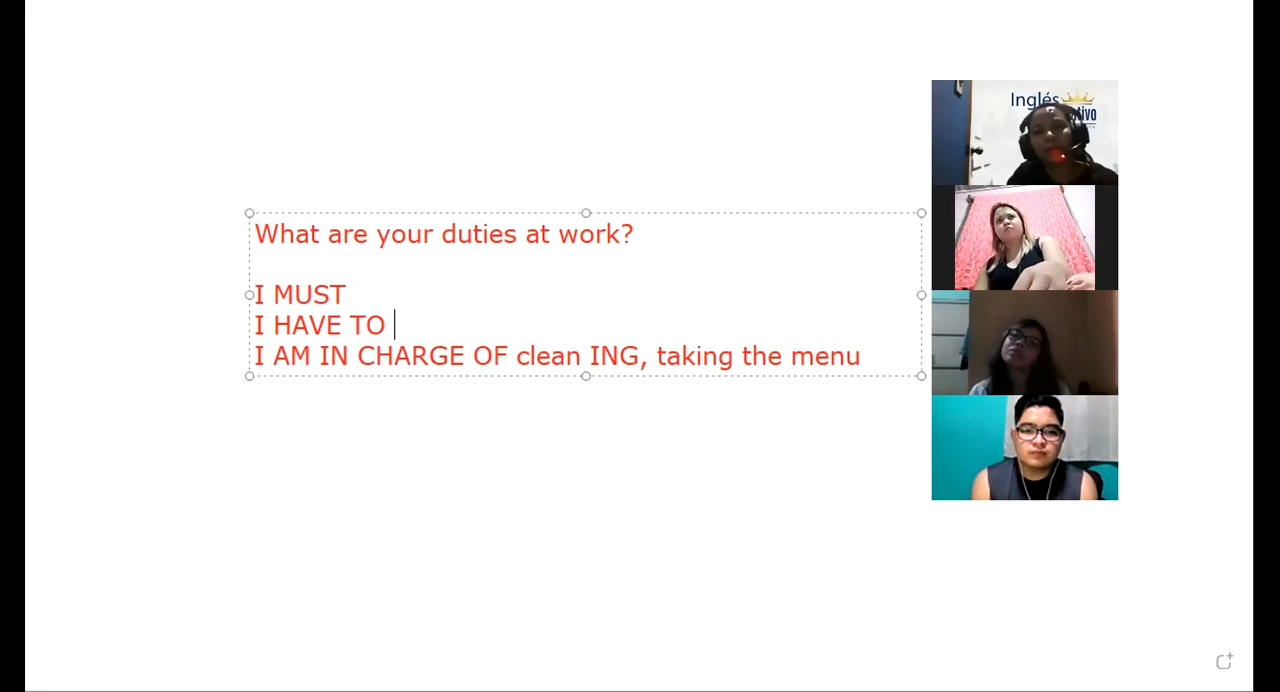 Inglés
What are your duties at work?
I MUST
I HAVE TO
I AM IN CHARGE OF clean ING, taking the menu